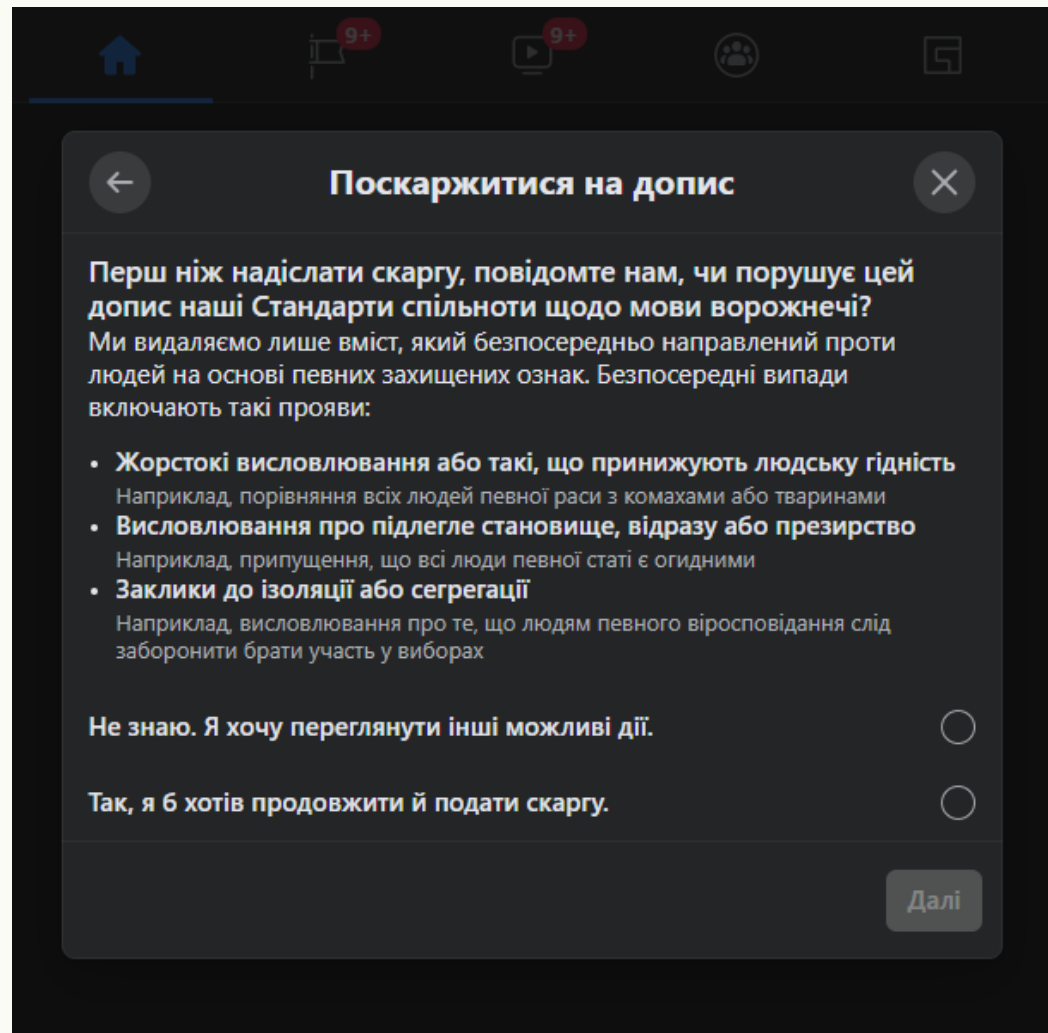 9+
9+
Поскаржитися на допис
Перш ніж надіслати скаргу, повідомте нам, чи порушує цей
допис наші Стандарти спільноти щодо мови ворожнечі?
Ми видаляємо лише вміст, який безпосередньо направлений проти
людей на основі певних захищених ознак. Безпосередні випади
включають такі прояви:
• Жорстокі висловлювання або такі, що принижують людську гідність
Наприклад, порівняння всіх людей певної раси з комахами або тваринами
• Висловлювання про підлегле становище, відразу або презирство
Наприклад, припущення, що всі люди певної статі є огидними
• Заклики до ізоляції або сегрегації
Наприклад, висловлювання про те, що людям певного віросповідання слід
заборонити брати участь у виборах
Не знаю. Я хочу переглянути інші можливі дії.
Так, я б хотів продовжити й подати скаргу.
Далі